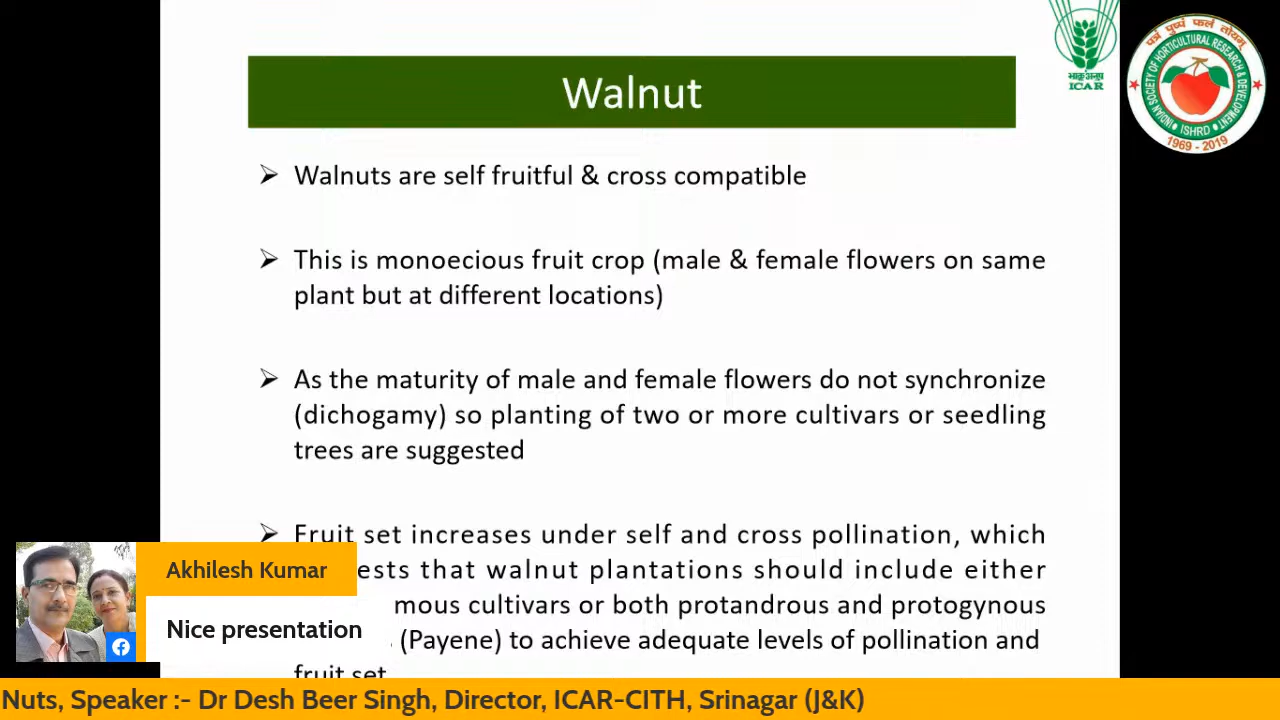 Walnut
भाकृअनुप
ICAR
पत्रं पुष्पं फलं तोयम्
INDIAN SOCIETY OF HORTICULTURAL RESEARCH & DEVELOPMENT
ISHRD
1969 - 2019
➢ Walnuts are self fruitful & cross compatible
➢ This is monoecious fruit crop (male & female flowers on same
plant but at different locations)
➢ As the maturity of male and female flowers do not synchronize
(dichogamy) so planting of two or more cultivars or seedling
trees are suggested
➢ Fruit set increases under self and cross pollination, which
ests that walnut plantations should include either
mous cultivars or both protandrous and protogynous
(Payene) to achieve adequate levels of pollination and
fruit set
Akhilesh Kumar
Nice presentation
Nuts, Speaker :- Dr Desh Beer Singh, Director, ICAR-CITH, Srinagar (J&K)